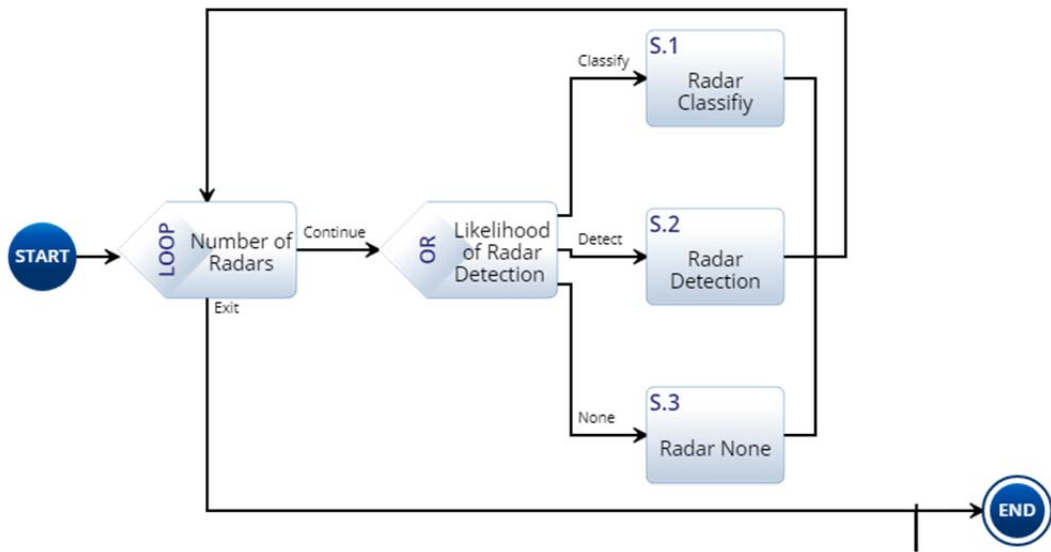 S.1
Classify
Radar
Classifiy
START
LOOP
Number of
Radars
Continue
OR
Likelihood
of Radar
Detection
Detect
S.2
Radar
Detection
Exit
None
S.3
Radar None
END